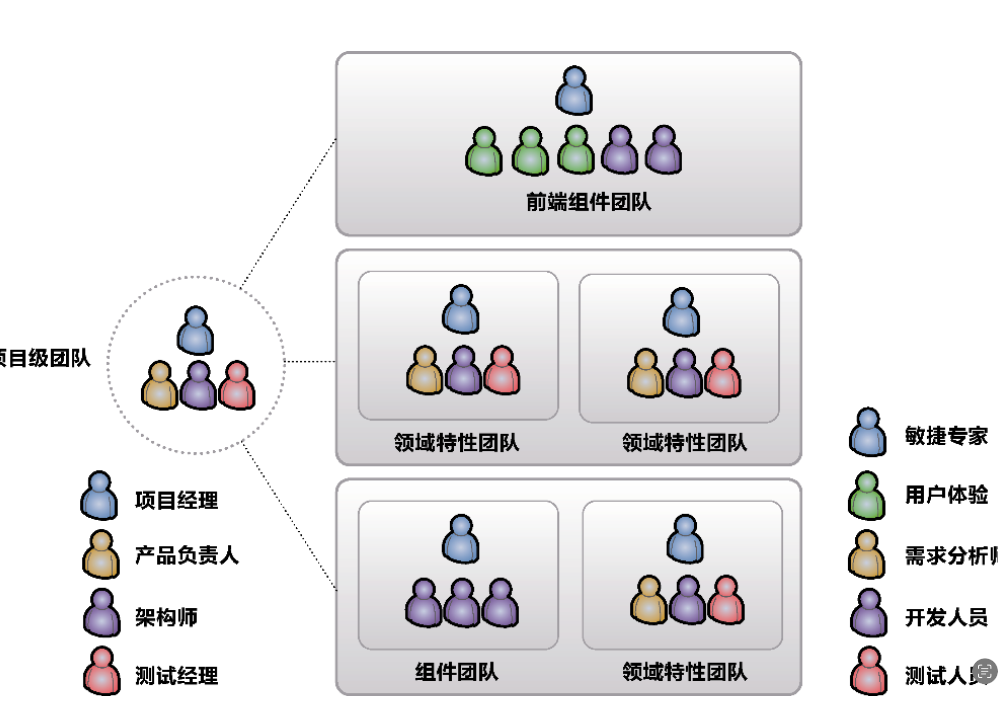 前端组件团队
项目级团队
领域特性团队
领域特性团队
组件团队
领域特性团队
项目经理
产品负责人
架构师
测试经理
敏捷专家
用户体验
需求分析师
开发人员
测试人员